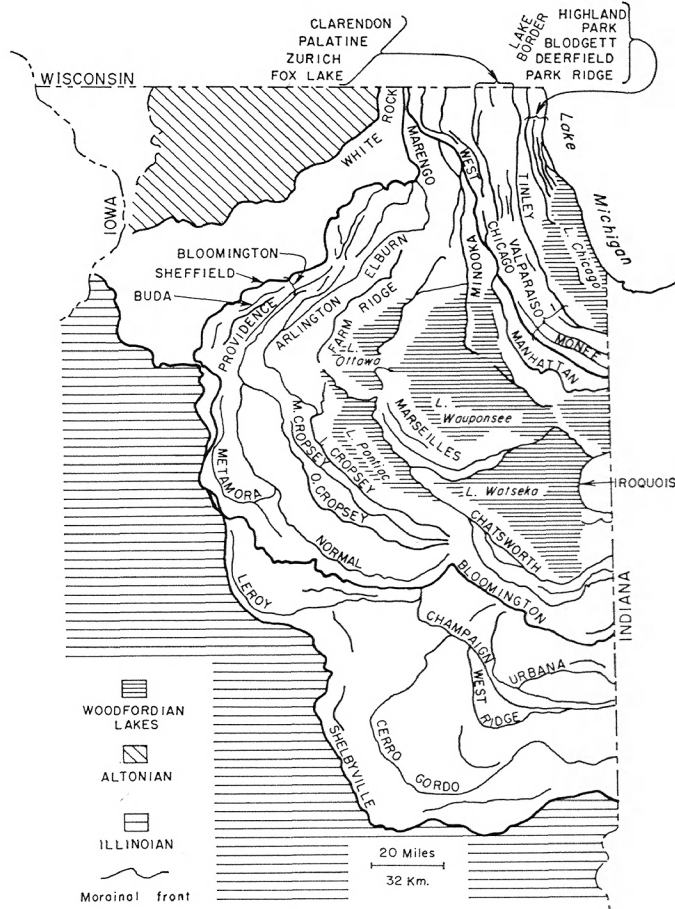 CLARENDON
PALATINE
ZURICH
FOX LAKE
LAKE
BORDER
HIGHLAND
PARK
BLODGETT
DEERFIELD
PARK RIDGE
WISCONSIN
IOWA
WHITE
ROCK
MARENGO
WEST
CHICAGO
TINLEY
VALPARAISO
Lake
Michigan
L. Chicago
MINOOKA
ELBURN
BLOOMINGTON
SHEFFIELD
BUDA
PROVIDENCE
ARLINGTON
FARM RIDGE
L.
Ottawa
MONEE
MANHATTAN
L.
Wauponsee
MARSEILLES
M. CROPSEY
L. CROPSEY
L. Pontiac
O. CROPSEY
METAMORA
L. Watseka
IROQUOIS
NORMAL
CHATSWORTH
BLOOMINGTON
INDIANA
LEROY
CHAMPAIGN
URBANA
WEST
RIDGE
SHELBYVILLE
CERRO
GORDO
WOODFORDIAN
LAKES
ALTONIAN
ILLINOIAN
Morainal front
20 Miles
32 Km.